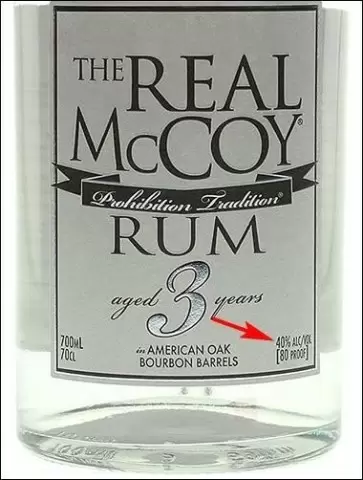 THE REAL
McCOY®
Prohibition Tradition®
RUM
aged 3 years
in AMERICAN OAK
BOURBON BARRELS
700ML
70CL
40% ALC/VOL
[80 PROOF]